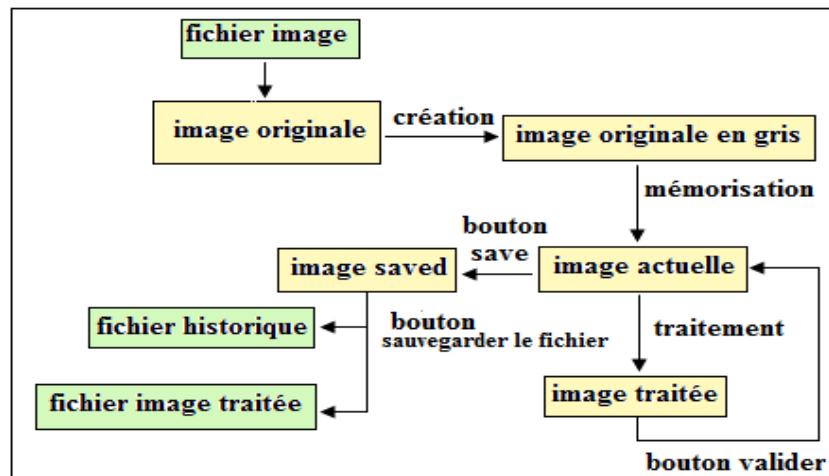 fichier image
image originale
création
image originale en gris
mémorisation
bouton
save
image saved
image actuelle
fichier historique
bouton
sauvegarder le fichier
traitement
fichier image traitée
image traitée
bouton valider